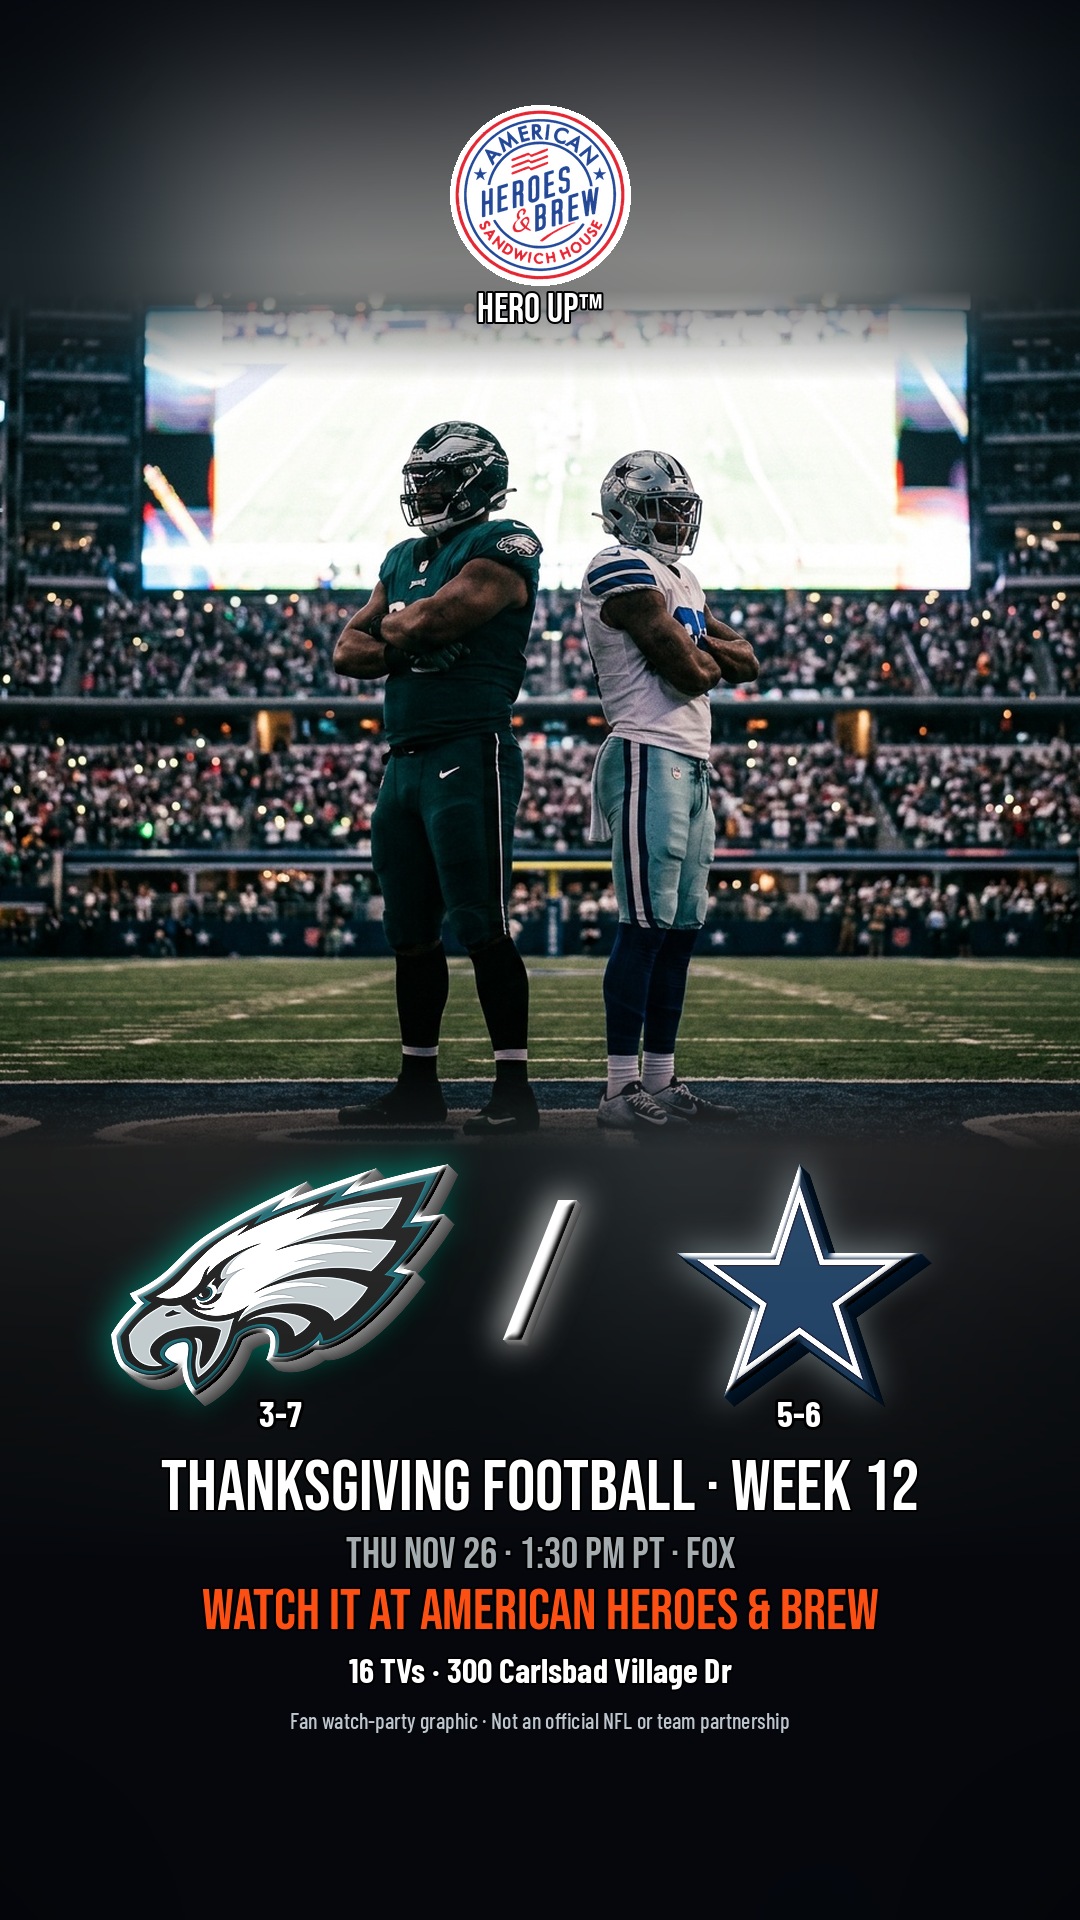 AMERICAN
HEROES
& BREW
SANDWICH HOUSE
HERO UP™
3-7
5-6
THANKSGIVING FOOTBALL · WEEK 12
THU NOV 26 · 1:30 PM PT · FOX
WATCH IT AT AMERICAN HEROES & BREW
16 TVs · 300 Carlsbad Village Dr
Fan watch-party graphic · Not an official NFL or team partnership